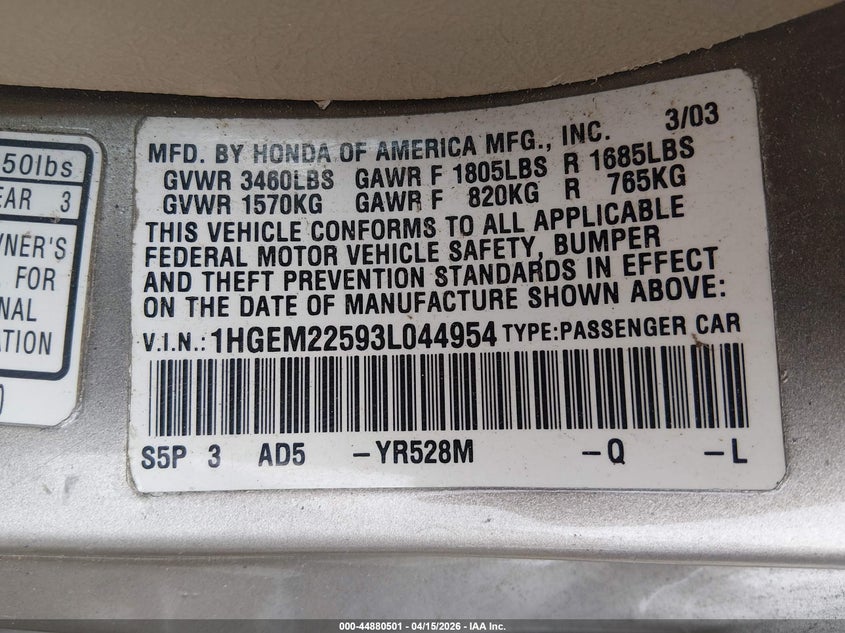 50lbs
EAR 3
NER'S
FOR
NAL
ATION
MFD. BY HONDA OF AMERICA MFG., INC. 3/03
GVWR 3460LBS GAWR F 1805LBS R 1685LBS
GVWR 1570KG GAWR F 820KG R 765KG
THIS VEHICLE CONFORMS TO ALL APPLICABLE
FEDERAL MOTOR VEHICLE SAFETY, BUMPER
AND THEFT PREVENTION STANDARDS IN EFFECT
ON THE DATE OF MANUFACTURE SHOWN ABOVE:
V.I.N.: 1HGEM22593L044954 TYPE:PASSENGER CAR
S5P 3 AD5 -YR528M -Q -L
000-44880501 - 04/15/2026 - IAA Inc.